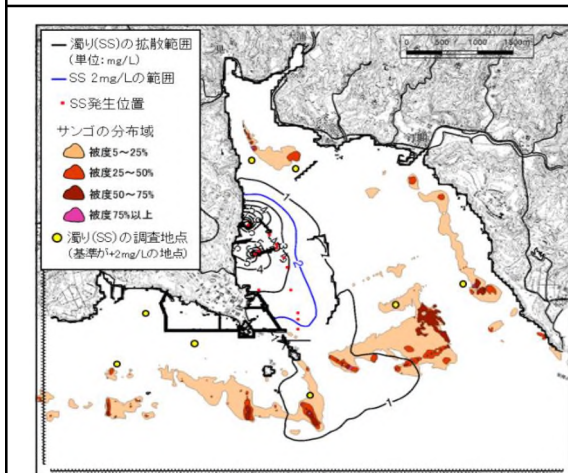 濁り(SS)の拡散範囲
(単位:mg/L)
SS 2mg/Lの範囲
SS発生位置
サンゴの分布域
被度5~25%
被度25~50%
被度50~75%
被度75%以上
濁り(SS)の調査地点
(基準が+2mg/Lの地点)
0 500 1000 1500m
1
2
4
1